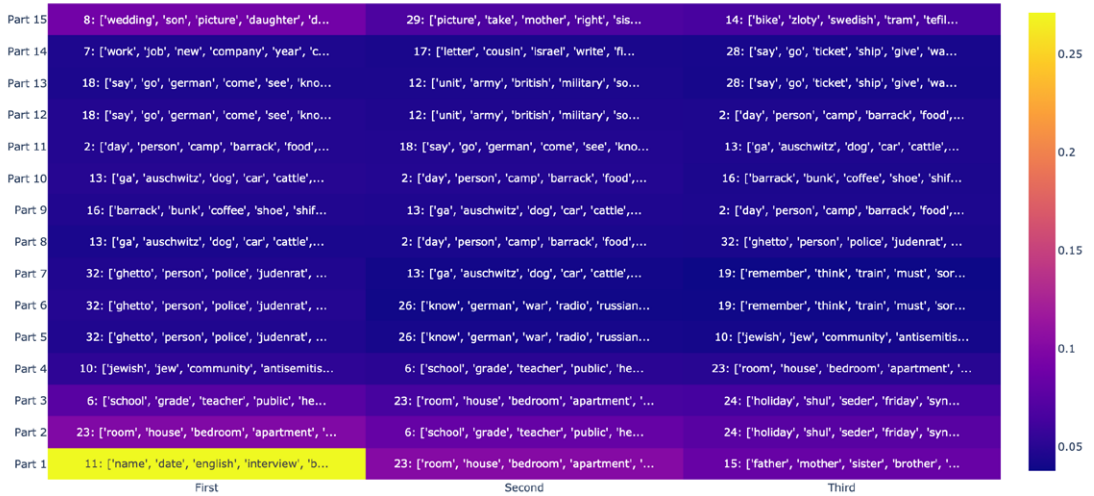 Part 15 8: ['wedding', 'son', 'picture', 'daughter', 'd... 29: ['picture', 'take', 'mother', 'right', 'sis... 14: ['bike', 'zloty', 'swedish', 'tram', 'tefil...
Part 14 7: ['work', 'job', 'new', 'company', 'year', 'c... 17: ['letter', 'cousin', 'israel', 'write', 'fi... 28: ['say', 'go', 'ticket', 'ship', 'give', 'wa...
Part 13 18: ['say', 'go', 'german', 'come', 'see', 'kno... 12: ['unit', 'army', 'british', 'military', 'so... 28: ['say', 'go', 'ticket', 'ship', 'give', 'wa...
Part 12 18: ['say', 'go', 'german', 'come', 'see', 'kno... 12: ['unit', 'army', 'british', 'military', 'so... 2: ['day', 'person', 'camp', 'barrack', 'food',...
Part 11 2: ['day', 'person', 'camp', 'barrack', 'food',... 18: ['say', 'go', 'german', 'come', 'see', 'kno... 13: ['ga', 'auschwitz', 'dog', 'car', 'cattle',...
Part 10 13: ['ga', 'auschwitz', 'dog', 'car', 'cattle',... 2: ['day', 'person', 'camp', 'barrack', 'food',... 16: ['barrack', 'bunk', 'coffee', 'shoe', 'shif...
Part 9 16: ['barrack', 'bunk', 'coffee', 'shoe', 'shif... 13: ['ga', 'auschwitz', 'dog', 'car', 'cattle',... 2: ['day', 'person', 'camp', 'barrack', 'food',...
Part 8 13: ['ga', 'auschwitz', 'dog', 'car', 'cattle',... 2: ['day', 'person', 'camp', 'barrack', 'food',... 32: ['ghetto', 'person', 'police', 'judenrat', ...
Part 7 32: ['ghetto', 'person', 'police', 'judenrat', ... 13: ['ga', 'auschwitz', 'dog', 'car', 'cattle',... 19: ['remember', 'think', 'train', 'must', 'sor...
Part 6 32: ['ghetto', 'person', 'police', 'judenrat', ... 26: ['know', 'german', 'war', 'radio', 'russian... 19: ['remember', 'think', 'train', 'must', 'sor...
Part 5 32: ['ghetto', 'person', 'police', 'judenrat', ... 26: ['know', 'german', 'war', 'radio', 'russian... 10: ['jewish', 'jew', 'community', 'antisemitis...
Part 4 10: ['jewish', 'jew', 'community', 'antisemitis... 6: ['school', 'grade', 'teacher', 'public', 'he... 23: ['room', 'house', 'bedroom', 'apartment', '...
Part 3 6: ['school', 'grade', 'teacher', 'public', 'he... 23: ['room', 'house', 'bedroom', 'apartment', '... 24: ['holiday', 'shul', 'seder', 'friday', 'syn...
Part 2 23: ['room', 'house', 'bedroom', 'apartment', '... 6: ['school', 'grade', 'teacher', 'public', 'he... 24: ['holiday', 'shul', 'seder', 'friday', 'syn...
Part 1 11: ['name', 'date', 'english', 'interview', 'b... 23: ['room', 'house', 'bedroom', 'apartment', '... 15: ['father', 'mother', 'sister', 'brother', '...
First Second Third
0.25
0.2
0.15
0.1
0.05